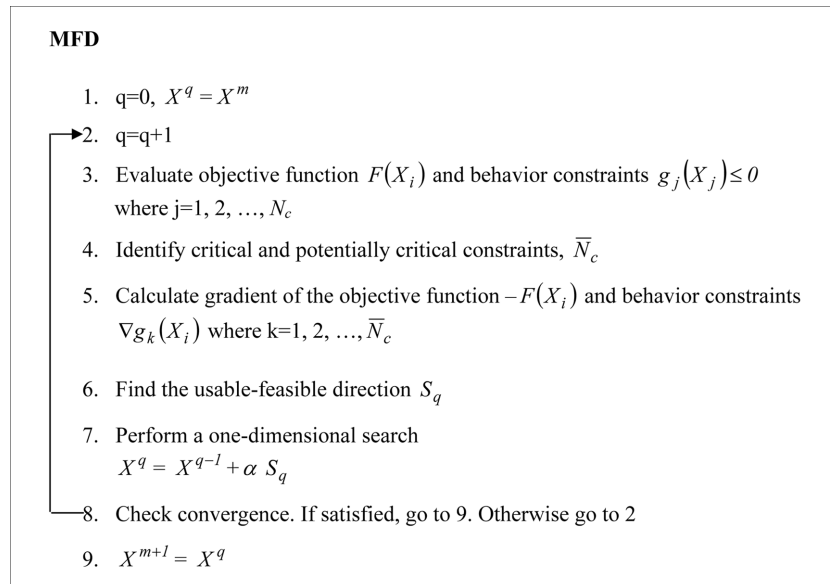 MFD
1. q=0, X^q = X^m
2. q=q+1
3. Evaluate objective function F(X_i) and behavior constraints g_j(X_j) ≤ 0
where j=1, 2, …, N_c
4. Identify critical and potentially critical constraints, N̅_c
5. Calculate gradient of the objective function −F(X_i) and behavior constraints
∇g_k(X_i) where k=1, 2, …, N̅_c
6. Find the usable-feasible direction S_q
7. Perform a one-dimensional search
X^q = X^{q-1} + α S_q
8. Check convergence. If satisfied, go to 9. Otherwise go to 2
9. X^{m+1} = X^q